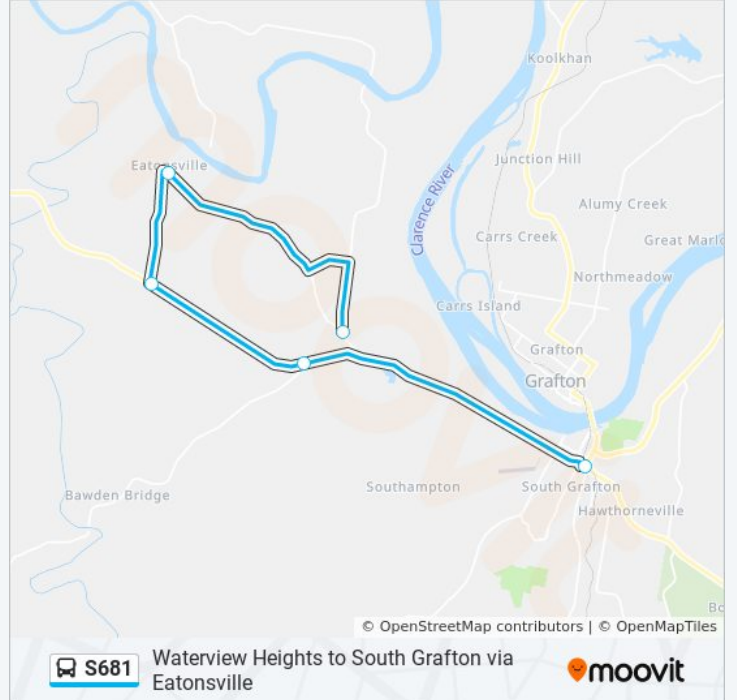 Koolkhan
Junction Hill
Eatonsville
Clarence River
Alumy Creek
Carrs Creek
Great Marlo
Northmeadow
Carrs Island
Grafton
Grafton
Southampton
South Grafton
Bawden Bridge
Hawthorneville
Bo
© OpenStreetMap contributors | © OpenMapTiles
S681
Waterview Heights to South Grafton via
Eatonsville
moovit